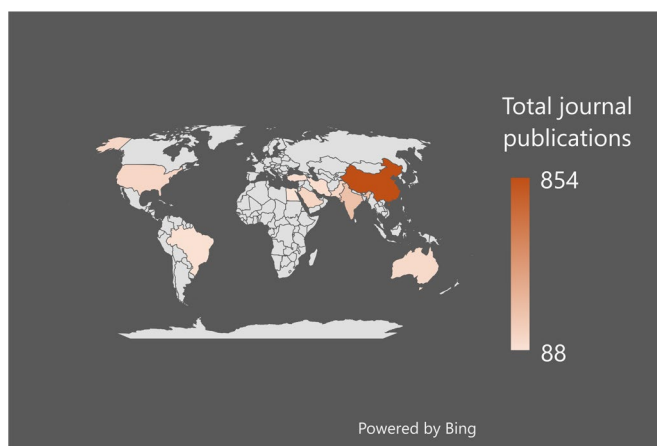 Total journal
publications
854
88
Powered by Bing